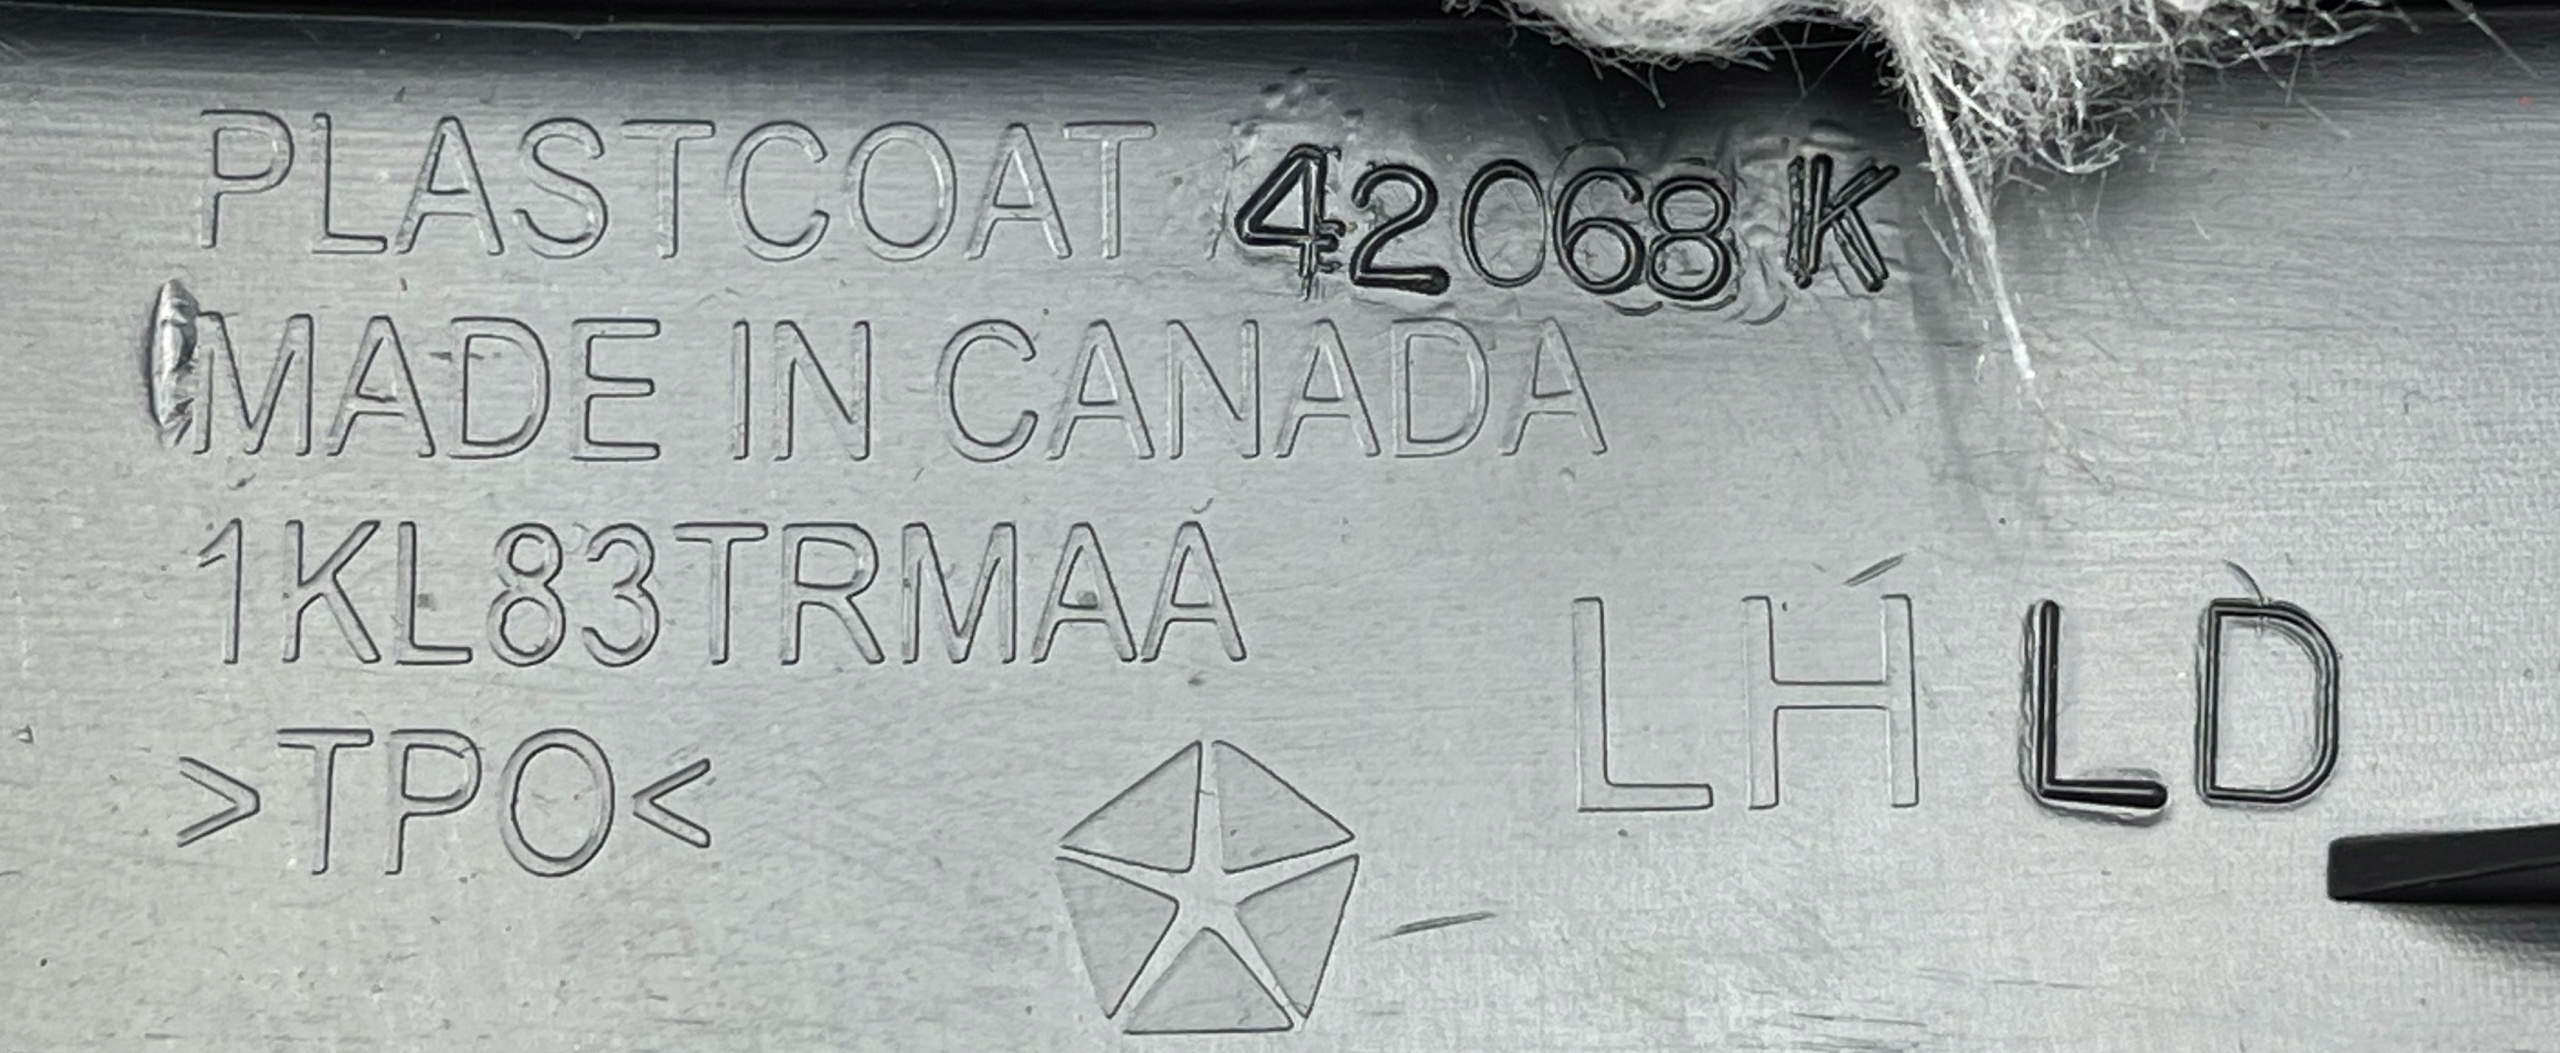 PLASTCOAT 42068 K
MADE IN CANADA
1KL83TRMAA
>TPO<
LH LD